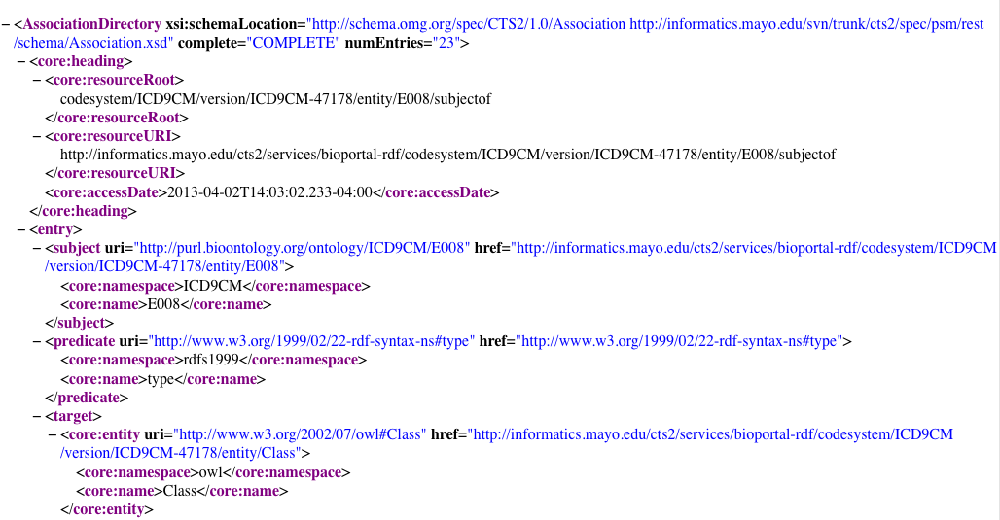 − <AssociationDirectory xsi:schemaLocation="http://schema.omg.org/spec/CTS2/1.0/Association http://informatics.mayo.edu/svn/trunk/cts2/spec/psm/rest
/schema/Association.xsd" complete="COMPLETE" numEntries="23">
− <core:heading>
− <core:resourceRoot>
codesystem/ICD9CM/version/ICD9CM-47178/entity/E008/subjectof
</core:resourceRoot>
− <core:resourceURI>
http://informatics.mayo.edu/cts2/services/bioportal-rdf/codesystem/ICD9CM/version/ICD9CM-47178/entity/E008/subjectof
</core:resourceURI>
<core:accessDate>2013-04-02T14:03:02.233-04:00</core:accessDate>
</core:heading>
− <entry>
− <subject uri="http://purl.bioontology.org/ontology/ICD9CM/E008" href="http://informatics.mayo.edu/cts2/services/bioportal-rdf/codesystem/ICD9CM
/version/ICD9CM-47178/entity/E008">
<core:namespace>ICD9CM</core:namespace>
<core:name>E008</core:name>
</subject>
− <predicate uri="http://www.w3.org/1999/02/22-rdf-syntax-ns#type" href="http://www.w3.org/1999/02/22-rdf-syntax-ns#type">
<core:namespace>rdfs1999</core:namespace>
<core:name>type</core:name>
</predicate>
− <target>
− <core:entity uri="http://www.w3.org/2002/07/owl#Class" href="http://informatics.mayo.edu/cts2/services/bioportal-rdf/codesystem/ICD9CM
/version/ICD9CM-47178/entity/Class">
<core:namespace>owl</core:namespace>
<core:name>Class</core:name>
</core:entity>